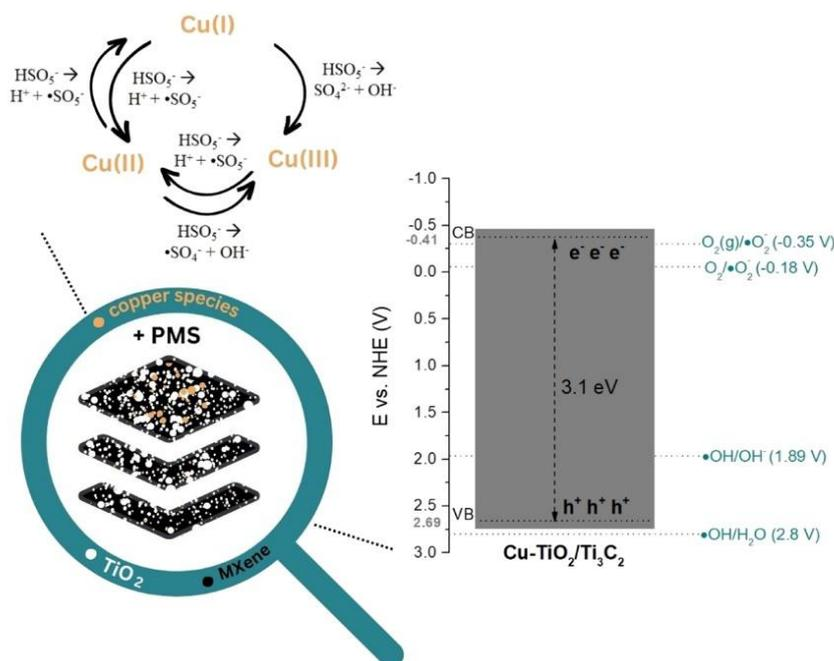 Cu(I)
HSO₅⁻ →
H⁺ + •SO₅⁻
HSO₅⁻ →
H⁺ + •SO₅⁻
HSO₅⁻ →
SO₄²⁻ + OH⁻
HSO₅⁻ →
H⁺ + •SO₅⁻
Cu(II)
Cu(III)
HSO₅⁻ →
•SO₄⁻ + OH⁻
copper species
+ PMS
TiO₂
MXene
E vs. NHE (V)
-1.0
-0.5
CB
-0.41
0.0
0.5
1.0
1.5
2.0
2.5
VB
2.69
3.0
e⁻ e⁻ e⁻
3.1 eV
h⁺ h⁺ h⁺
Cu-TiO₂/Ti₃C₂
O₂(g)/•O₂⁻ (-0.35 V)
O₂/•O₂⁻ (-0.18 V)
•OH/OH⁻ (1.89 V)
•OH/H₂O (2.8 V)